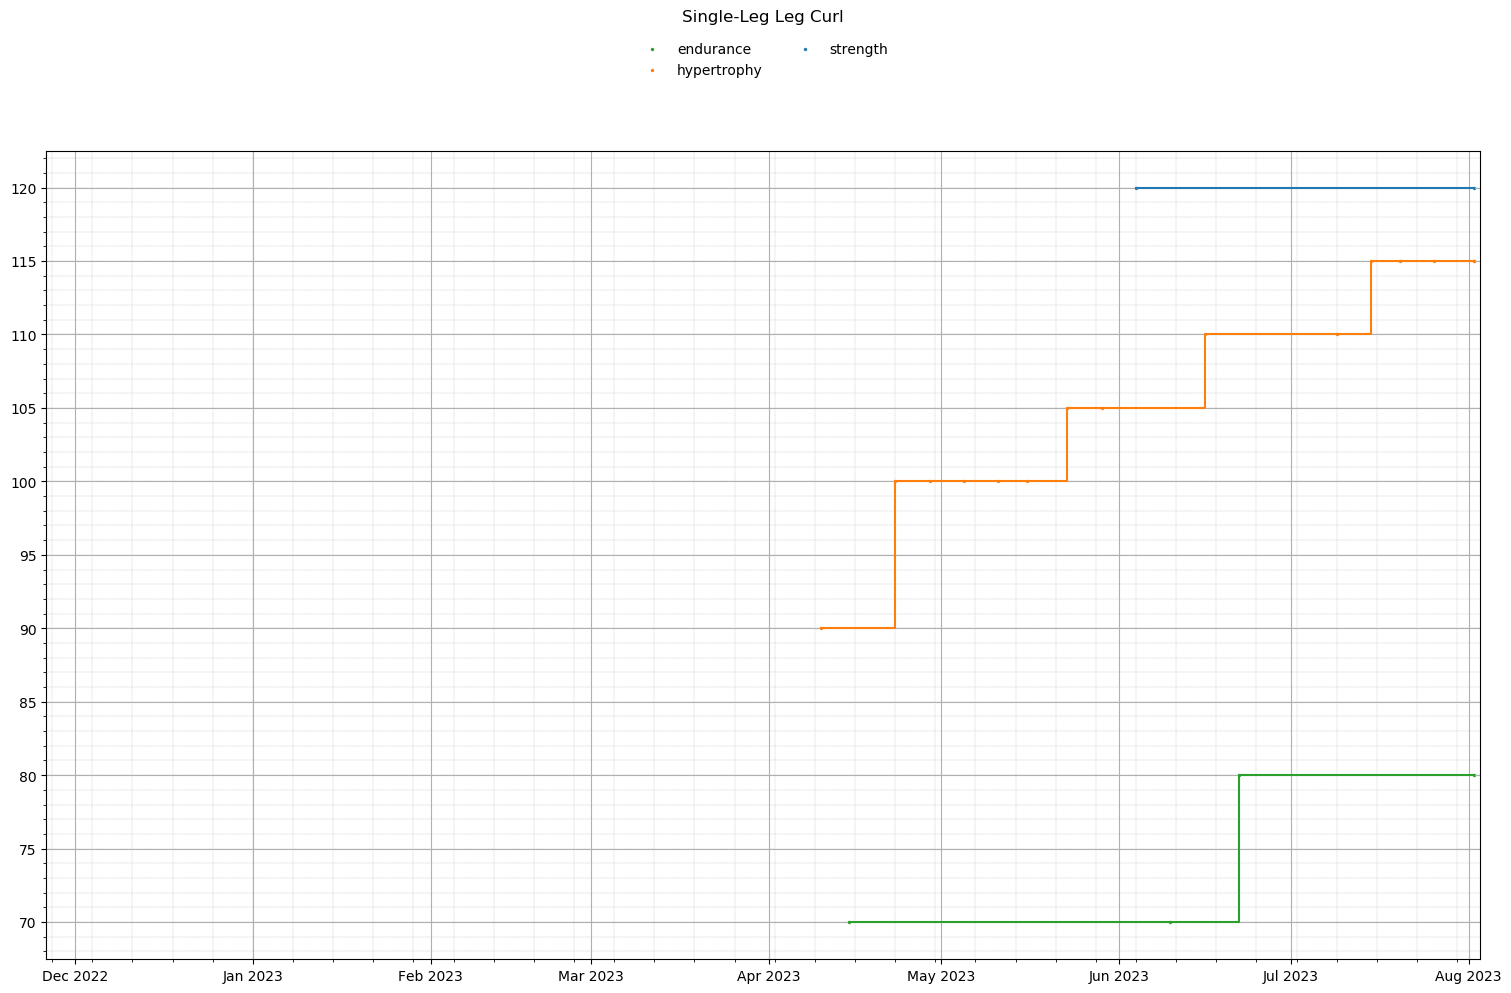 Single-Leg Leg Curl
endurance strength
hypertrophy
120
115
110
105
100
95
90
85
80
75
70
Dec 2022 Jan 2023 Feb 2023 Mar 2023 Apr 2023 May 2023 Jun 2023 Jul 2023 Aug 2023